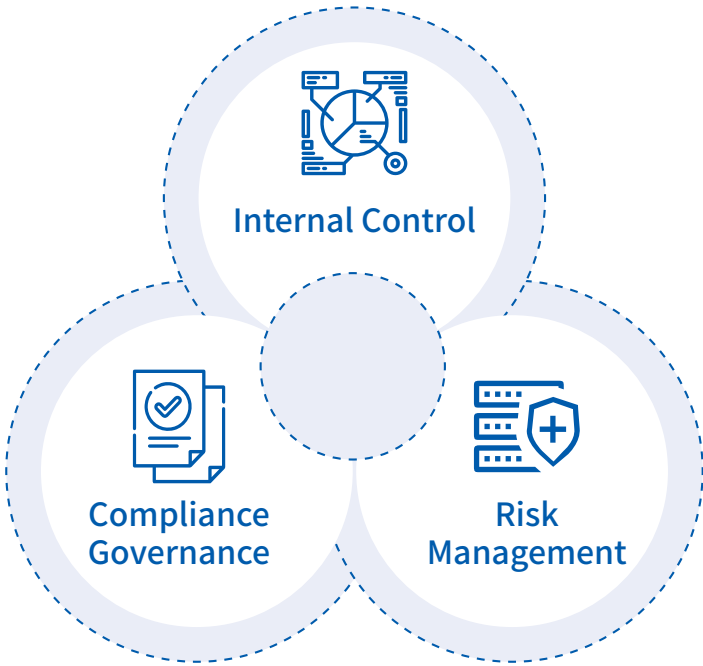 Internal Control
Compliance
Governance
Risk
Management